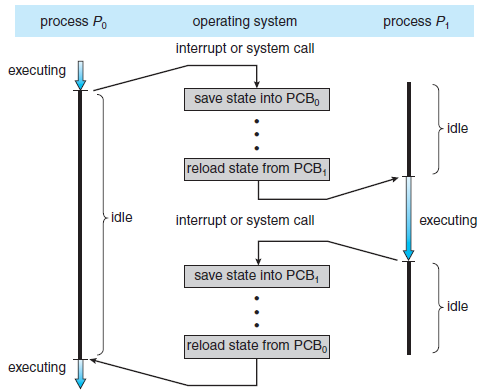 process P0
operating system
process P1
interrupt or system call
executing
save state into PCB0
idle
reload state from PCB1
idle
interrupt or system call
executing
save state into PCB1
idle
reload state from PCB0
executing